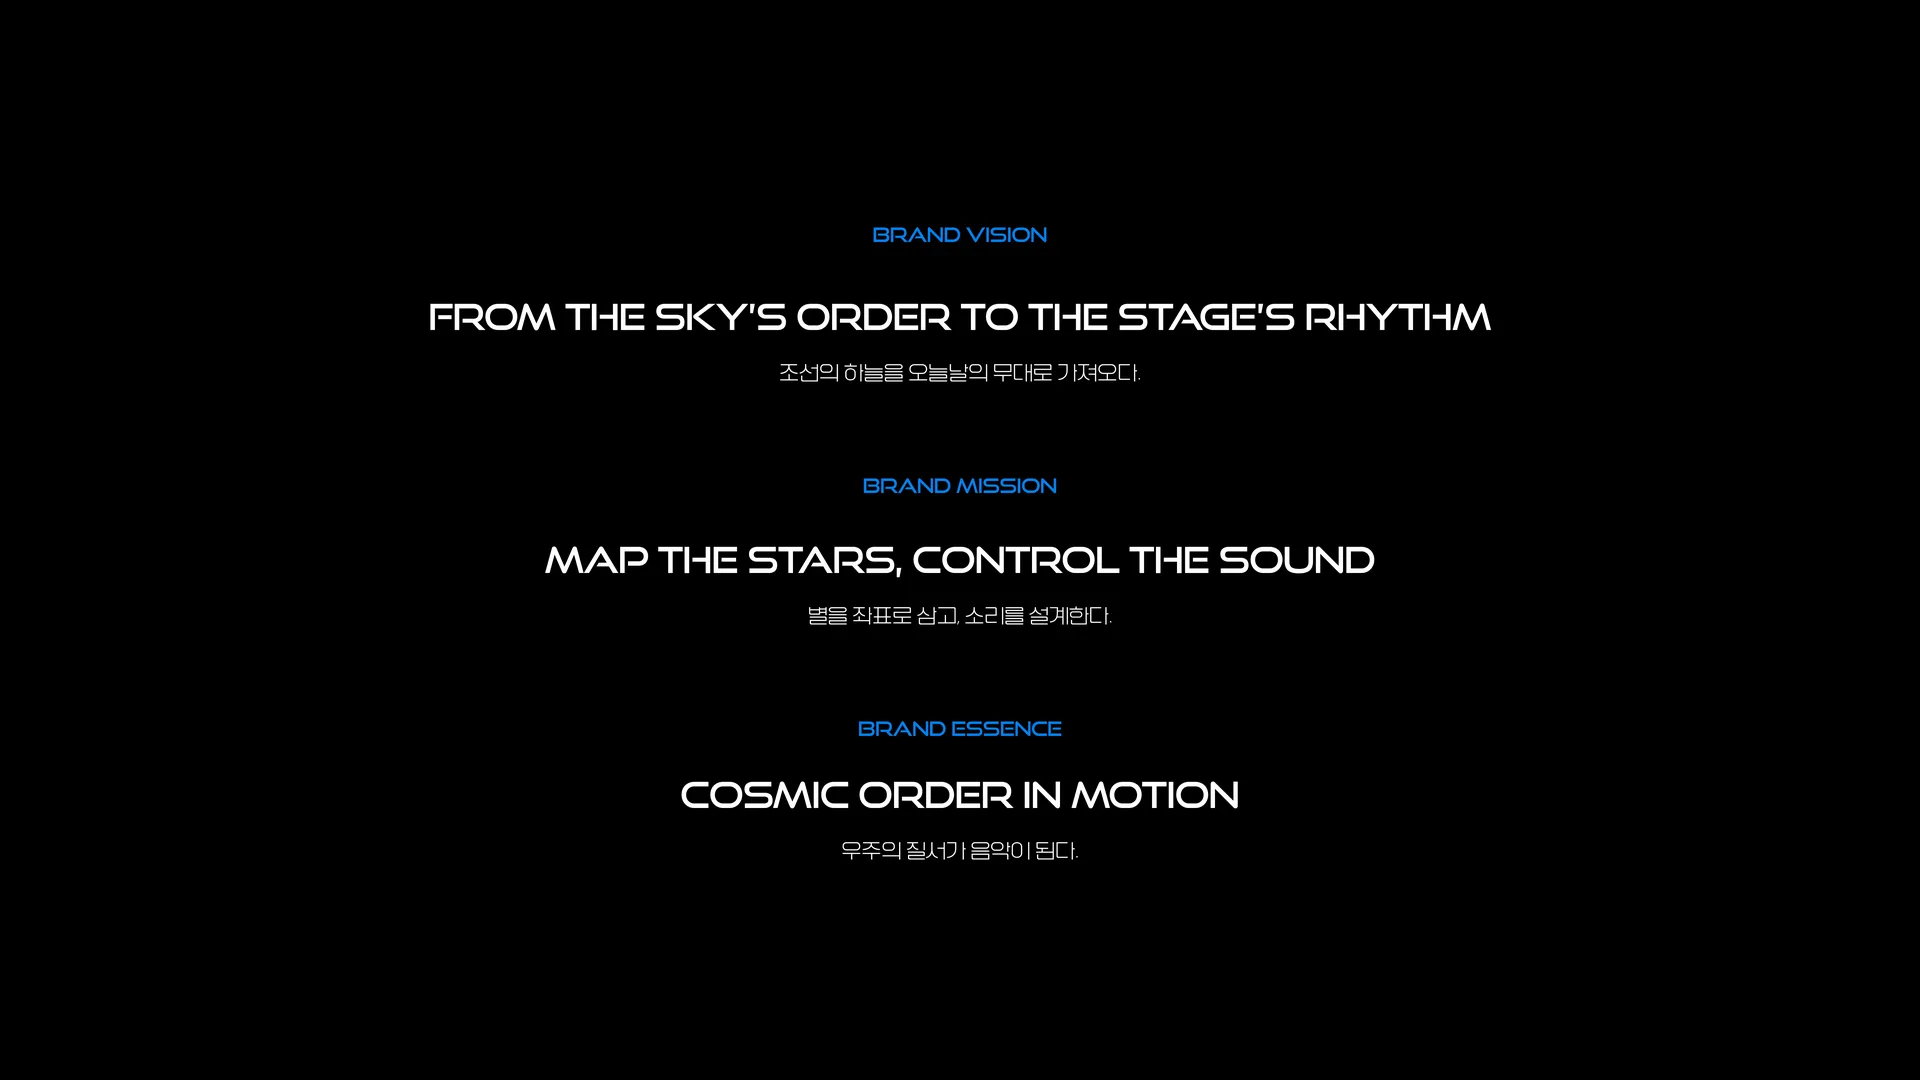 BRAND VISION
FROM THE SKY'S ORDER TO THE STAGE'S RHYTHM
조선의 하늘을 오늘날의 무대로 가져오다.
BRAND MISSION
MAP THE STARS, CONTROL THE SOUND
별을 좌표로 삼고, 소리를 설계한다.
BRAND ESSENCE
COSMIC ORDER IN MOTION
우주의 질서가 음악이 된다.